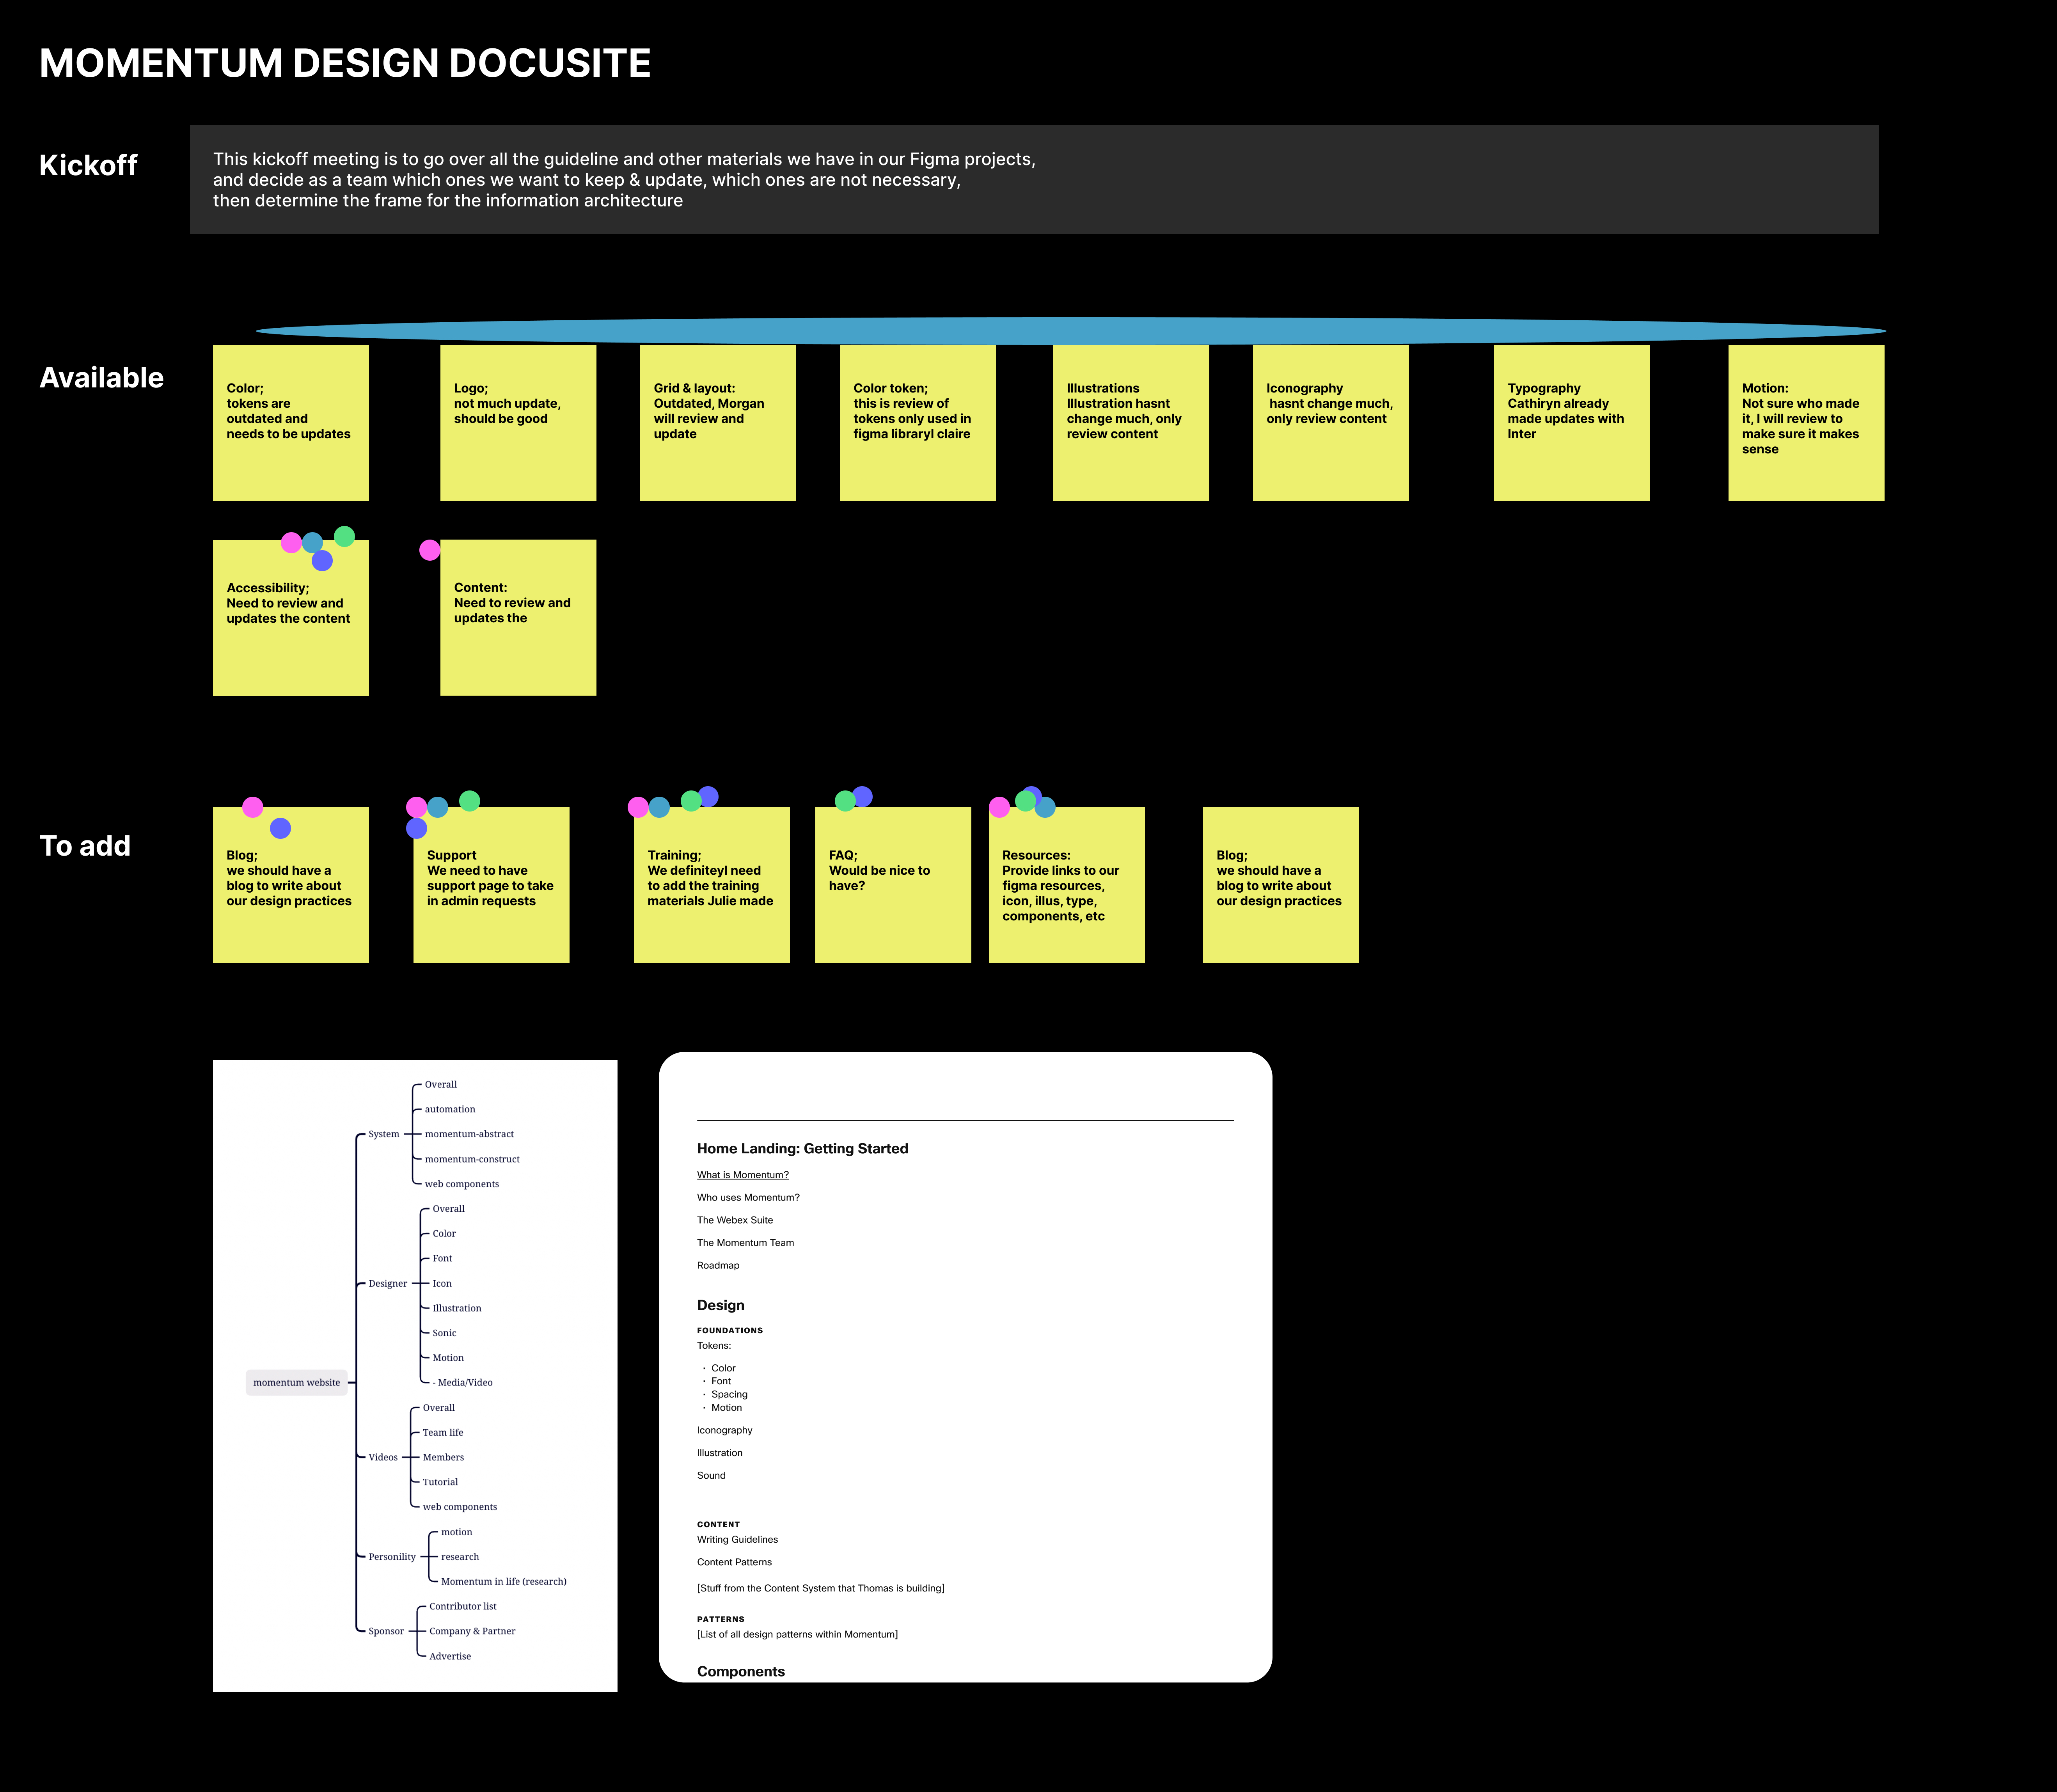 MOMENTUM DESIGN DOCUSITE
Kickoff
This kickoff meeting is to go over all the guideline and other materials we have in our Figma projects,
and decide as a team which ones we want to keep & update, which ones are not necessary,
then determine the frame for the information architecture
Available
Color;
tokens are
outdated and
needs to be updates
Logo;
not much update,
should be good
Grid & layout:
Outdated, Morgan
will review and
update
Color token;
this is review of
tokens only used in
figma libraryl claire
Illustrations
Illustration hasnt
change much, only
review content
Iconography
hasnt change much,
only review content
Typography
Cathiryn already
made updates with
Inter
Motion:
Not sure who made
it, I will review to
make sure it makes
sense
Accessibility;
Need to review and
updates the content
Content:
Need to review and
updates the
To add
Blog;
we should have a
blog to write about
our design practices
Support
We need to have
support page to take
in admin requests
Training;
We definiteyl need
to add the training
materials Julie made
FAQ;
Would be nice to
have?
Resources:
Provide links to our
figma resources,
icon, illus, type,
components, etc
Blog;
we should have a
blog to write about
our design practices
momentum website
System
Overall
automation
momentum-abstract
momentum-construct
web components
Designer
Overall
Color
Font
Icon
Illustration
Sonic
Motion
- Media/Video
Videos
Overall
Team life
Members
Tutorial
web components
Personility
motion
research
Momentum in life (research)
Sponsor
Contributor list
Company & Partner
Advertise
Home Landing: Getting Started
What is Momentum?
Who uses Momentum?
The Webex Suite
The Momentum Team
Roadmap
Design
FOUNDATIONS
Tokens:
• Color
• Font
• Spacing
• Motion
Iconography
Illustration
Sound
CONTENT
Writing Guidelines
Content Patterns
[Stuff from the Content System that Thomas is building]
PATTERNS
[List of all design patterns within Momentum]
Components